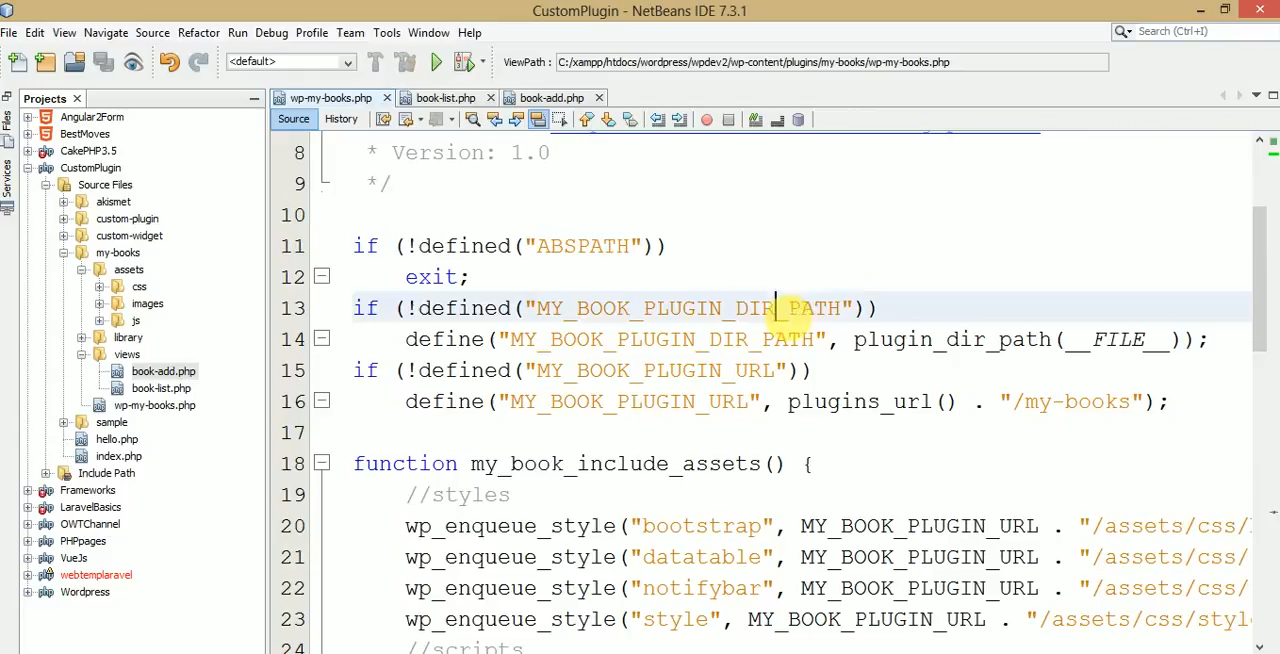 CustomPlugin - NetBeans IDE 7.3.1
File Edit View Navigate Source Refactor Run Debug Profile Team Tools Window Help
Search (Ctrl+I)
<default>
ViewPath : C:/xampp/htdocs/wordpress/wpdev2/wp-content/plugins/my-books/wp-my-books.php
Projects
wp-my-books.php book-list.php book-add.php
Source History
Files
Services
Angular2Form
BestMoves
CakePHP3.5
CustomPlugin
Source Files
akismet
custom-plugin
custom-widget
my-books
assets
css
images
js
library
views
book-add.php
book-list.php
wp-my-books.php
sample
hello.php
index.php
Include Path
Frameworks
LaravelBasics
OWTChannel
PHPpages
VueJs
webtemplaravel
Wordpress
8 * Version: 1.0
9 */
10
11 if (!defined("ABSPATH"))
12 exit;
13 if (!defined("MY_BOOK_PLUGIN_DIR_PATH"))
14 define("MY_BOOK_PLUGIN_DIR_PATH", plugin_dir_path(__FILE__));
15 if (!defined("MY_BOOK_PLUGIN_URL"))
16 define("MY_BOOK_PLUGIN_URL", plugins_url() . "/my-books");
17
18 function my_book_include_assets() {
19 //styles
20 wp_enqueue_style("bootstrap", MY_BOOK_PLUGIN_URL . "/assets/css/
21 wp_enqueue_style("datatable", MY_BOOK_PLUGIN_URL . "/assets/css/
22 wp_enqueue_style("notifybar", MY_BOOK_PLUGIN_URL . "/assets/css/
23 wp_enqueue_style("style", MY_BOOK_PLUGIN_URL . "/assets/css/styl
24 //scripts